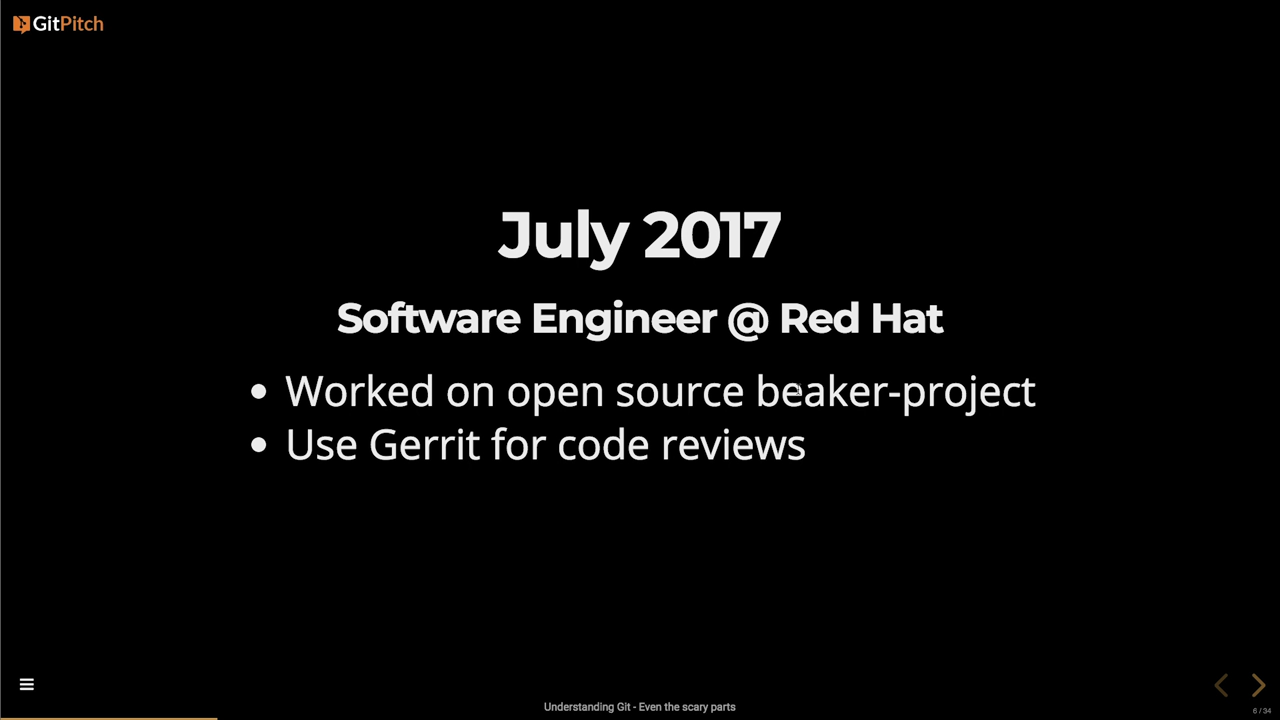 GitPitch
July 2017
Software Engineer @ Red Hat
• Worked on open source beaker-project
• Use Gerrit for code reviews
Understanding Git - Even the scary parts
6 / 34